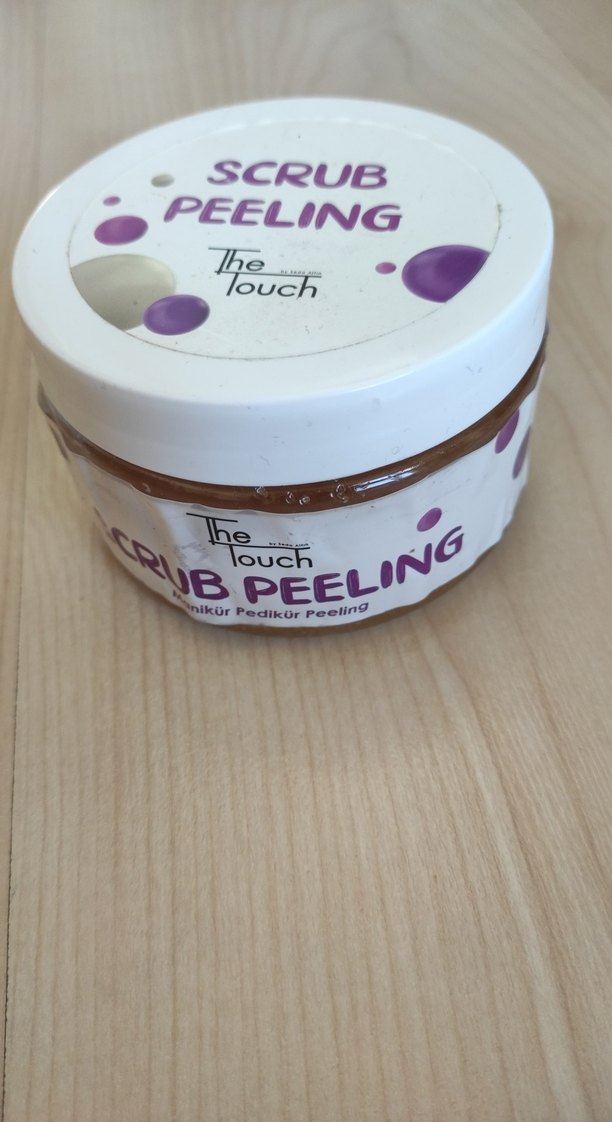 SCRUB
PEELING
The
Touch
The
Touch
SCRUB PEELING
Manikür Pedikür Peeling